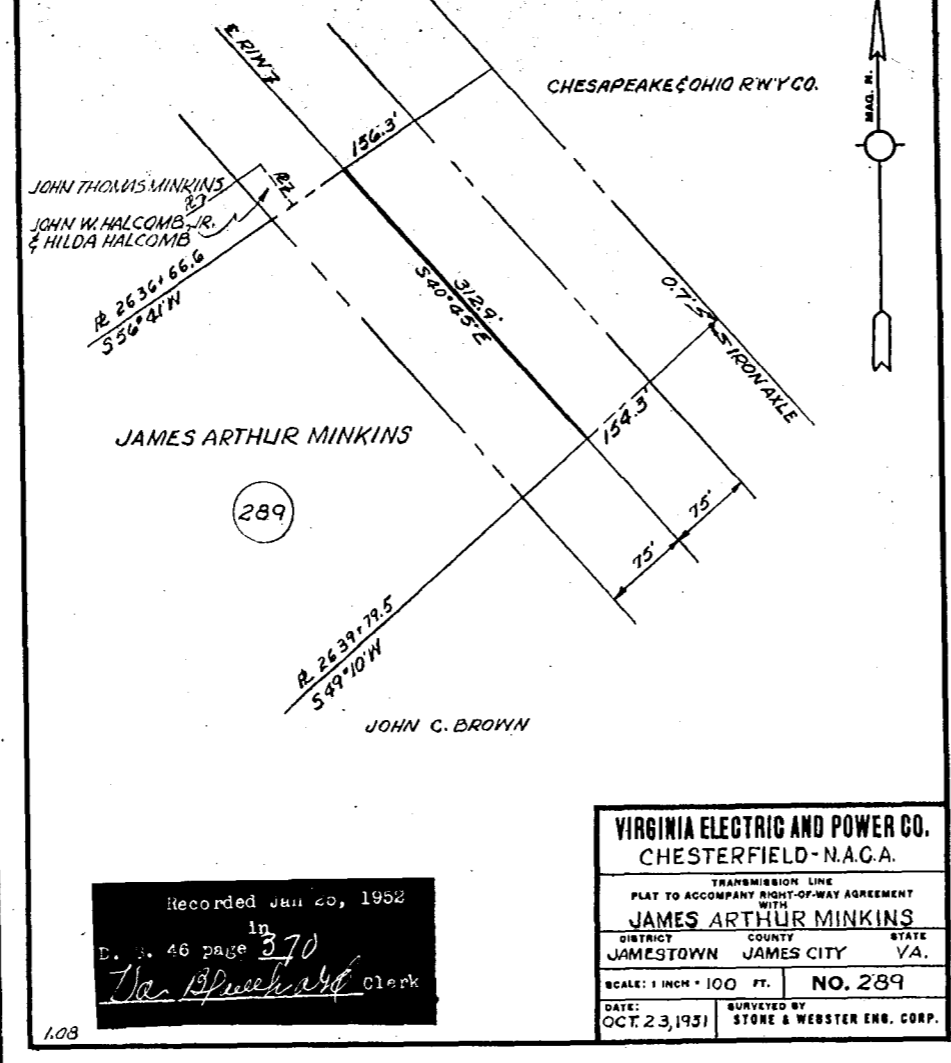 ℄ R/W
CHESAPEAKE & OHIO R'W'Y CO.
MAG. N.
156.3'
JOHN THOMAS MINKINS
JOHN W. HALCOMB, JR.
& HILDA HALCOMB
℞
℞
℞ 2636+66.6
S56°41'W
312.9'
S40°45'E
0.7'S
IRON AXLE
154.3'
JAMES ARTHUR MINKINS
289
75'
75'
℞ 2639+79.5
S49°10'W
JOHN C. BROWN
VIRGINIA ELECTRIC AND POWER CO.
CHESTERFIELD-N.A.C.A.
TRANSMISSION LINE
PLAT TO ACCOMPANY RIGHT-OF-WAY AGREEMENT
WITH
JAMES ARTHUR MINKINS
DISTRICT COUNTY STATE
JAMESTOWN JAMES CITY VA.
SCALE: 1 INCH = 100 FT. NO. 289
DATE: SURVEYED BY
OCT. 23, 1951 STONE & WEBSTER ENG. CORP.
Recorded Jan 25, 1952
in
D. B. 46 page 370
Clerk
1.08